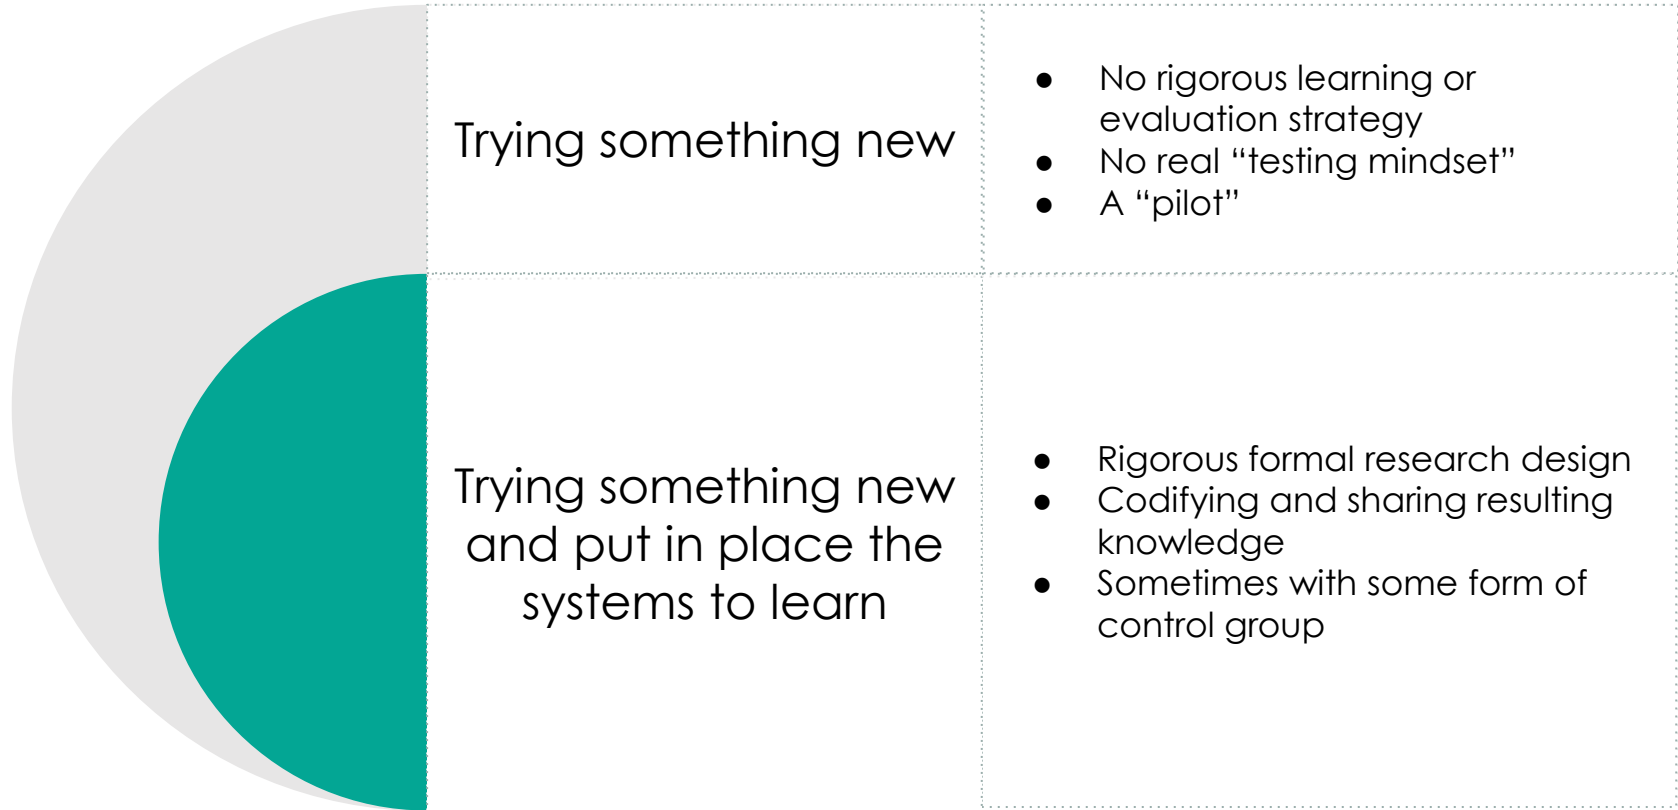 Trying something new
● No rigorous learning or
evaluation strategy
● No real “testing mindset”
● A “pilot”
Trying something new
and put in place the
systems to learn
● Rigorous formal research design
● Codifying and sharing resulting
knowledge
● Sometimes with some form of
control group